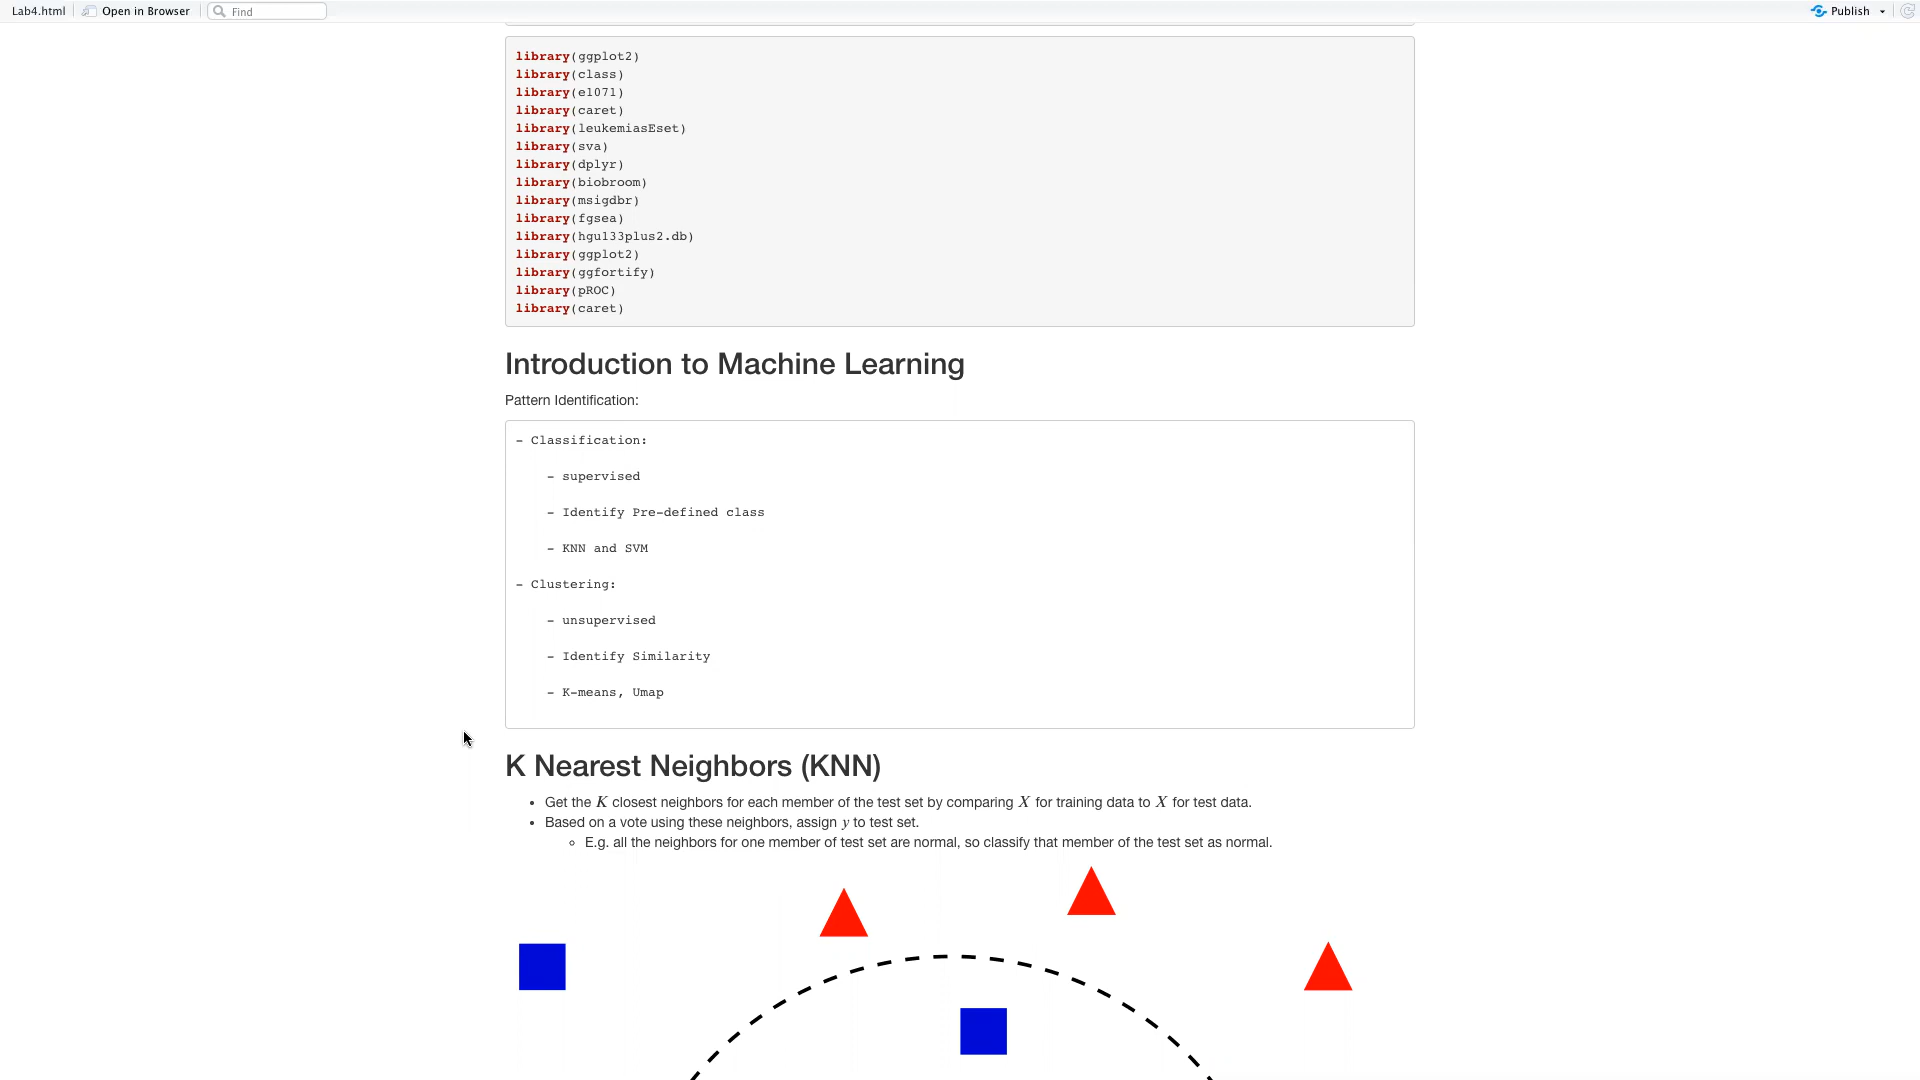 Lab4.html Open in Browser Find Publish
library(ggplot2)
library(class)
library(e1071)
library(caret)
library(leukemiasEset)
library(sva)
library(dplyr)
library(biobroom)
library(msigdbr)
library(fgsea)
library(hgu133plus2.db)
library(ggplot2)
library(ggfortify)
library(pROC)
library(caret)
Introduction to Machine Learning
Pattern Identification:
- Classification:
- supervised
- Identify Pre-defined class
- KNN and SVM
- Clustering:
- unsupervised
- Identify Similarity
- K-means, Umap
K Nearest Neighbors (KNN)
• Get the K closest neighbors for each member of the test set by comparing X for training data to X for test data.
• Based on a vote using these neighbors, assign y to test set.
◦ E.g. all the neighbors for one member of test set are normal, so classify that member of the test set as normal.